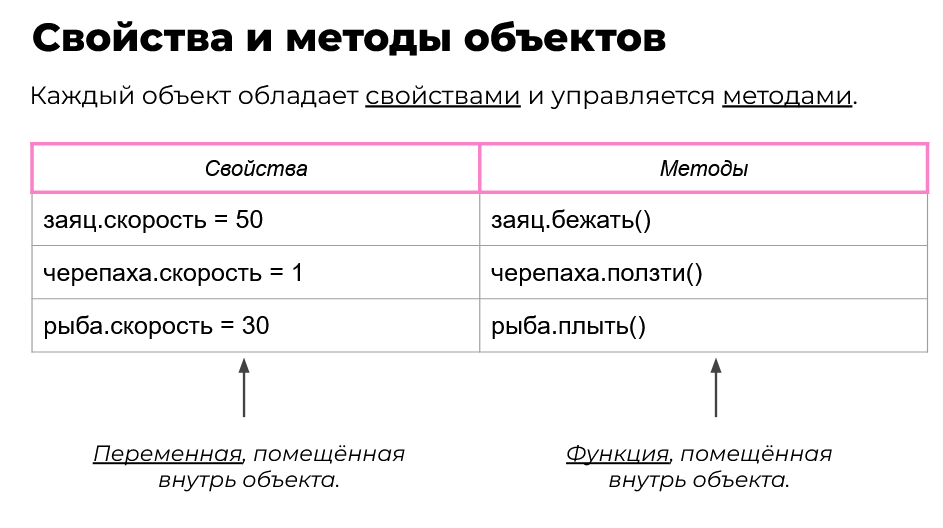 Свойства и методы объектов
Каждый объект обладает свойствами и управляется методами.
Свойства Методы
заяц.скорость = 50 заяц.бежать()
черепаха.скорость = 1 черепаха.ползти()
рыба.скорость = 30 рыба.плыть()
Переменная, помещённая
внутрь объекта.
Функция, помещённая
внутрь объекта.